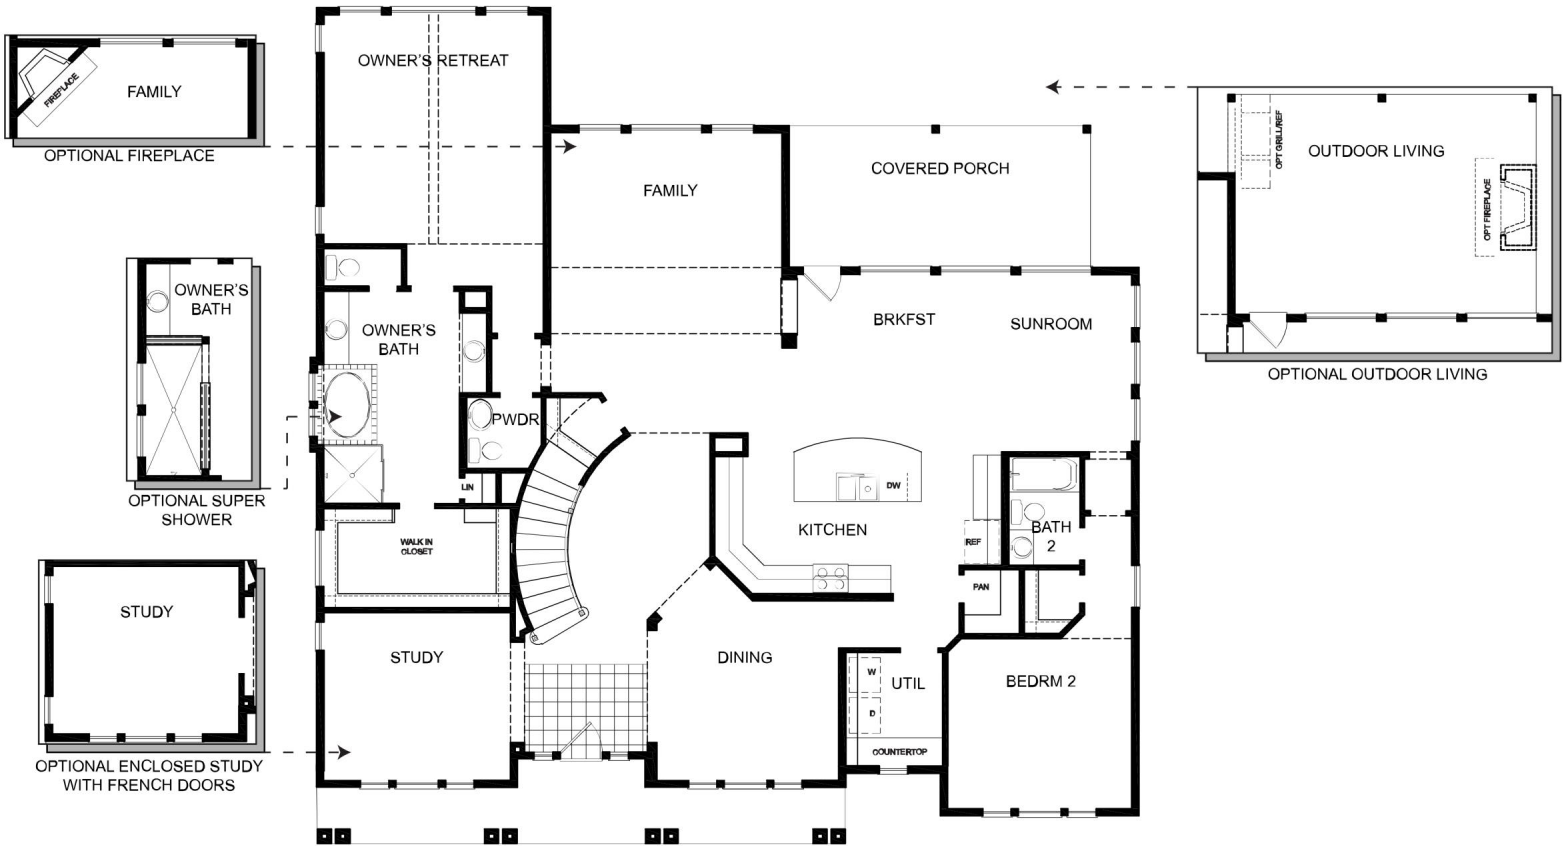 FAMILY
FIREPLACE
OPTIONAL FIREPLACE
OWNER'S
BATH
OPTIONAL SUPER
SHOWER
STUDY
OPTIONAL ENCLOSED STUDY
WITH FRENCH DOORS
OWNER'S RETREAT
FAMILY
COVERED PORCH
OWNER'S
BATH
BRKFST
SUNROOM
PWDR
LIN
WALK IN
CLOSET
DW
KITCHEN
REF
BATH
2
PAN
STUDY
DINING
W
D
UTIL
COUNTERTOP
BEDRM 2
OPT GRILL/REF
OUTDOOR LIVING
OPT FIREPLACE
OPTIONAL OUTDOOR LIVING